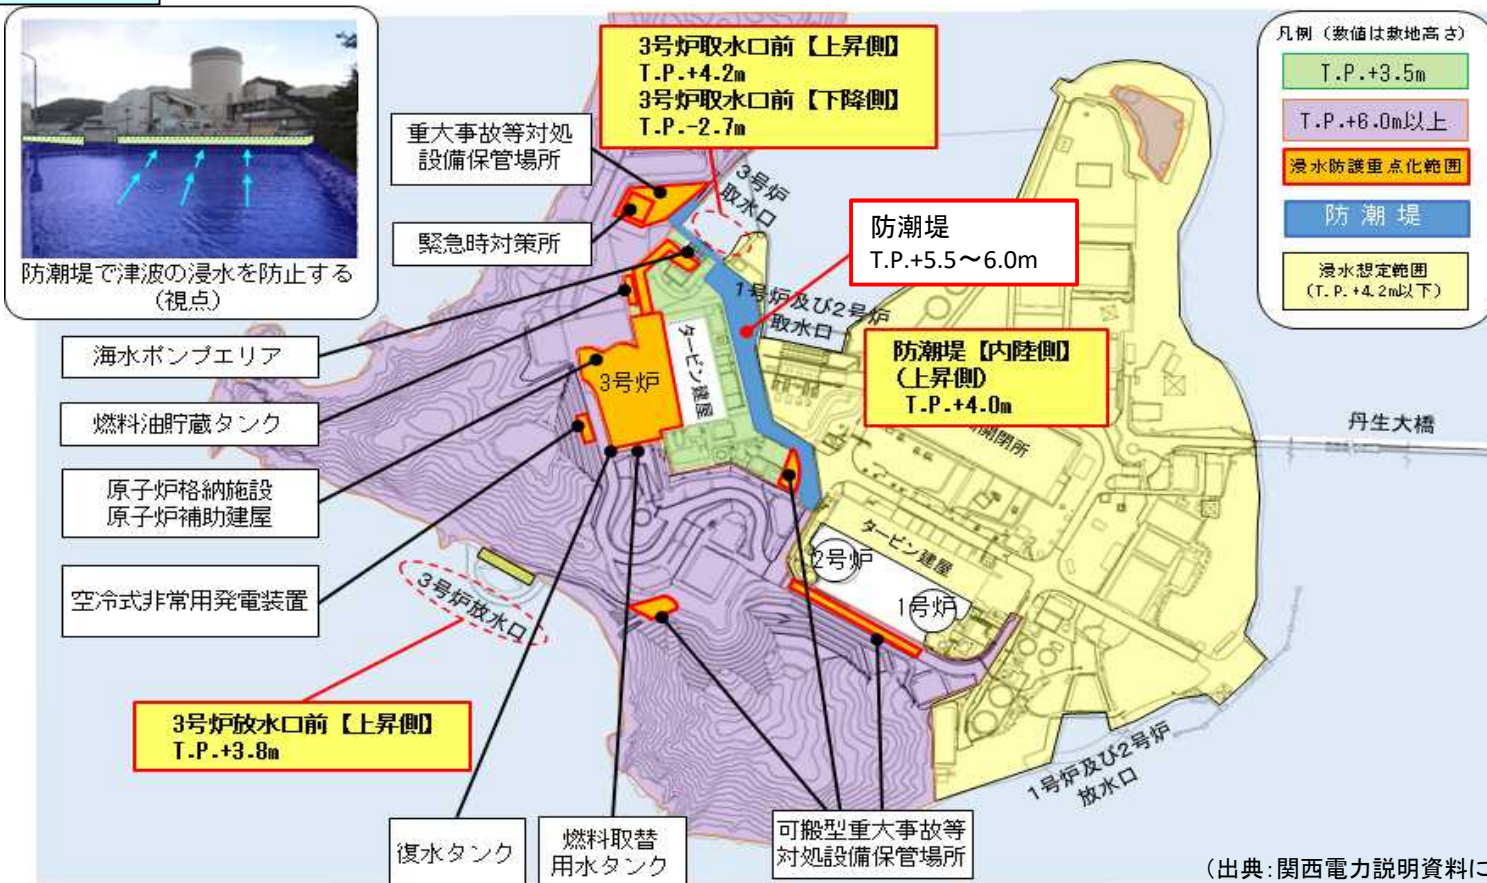 防潮堤で津波の浸水を防止する
(視点)
3号炉取水口前【上昇側】
T.P.+4.2m
3号炉取水口前【下降側】
T.P.-2.7m
凡例（数値は敷地高さ）
T.P.+3.5m
T.P.+6.0m以上
浸水防護重点化範囲
防潮堤
浸水想定範囲
(T.P.+4.2m以下)
重大事故等対処
設備保管場所
緊急時対策所
海水ポンプエリア
燃料油貯蔵タンク
原子炉格納施設
原子炉補助建屋
空冷式非常用発電装置
3号炉
取水口
防潮堤
T.P.+5.5～6.0m
1号炉及び2号炉
取水口
防潮堤【内陸側】
(上昇側)
T.P.+4.0m
3号炉
タービン建屋
開閉所
丹生大橋
タービン建屋
2号炉
1号炉
3号炉放水口
3号炉放水口前【上昇側】
T.P.+3.8m
1号炉及び2号炉
放水口
復水タンク
燃料取替
用水タンク
可搬型重大事故等
対処設備保管場所
(出典:関西電力説明資料に